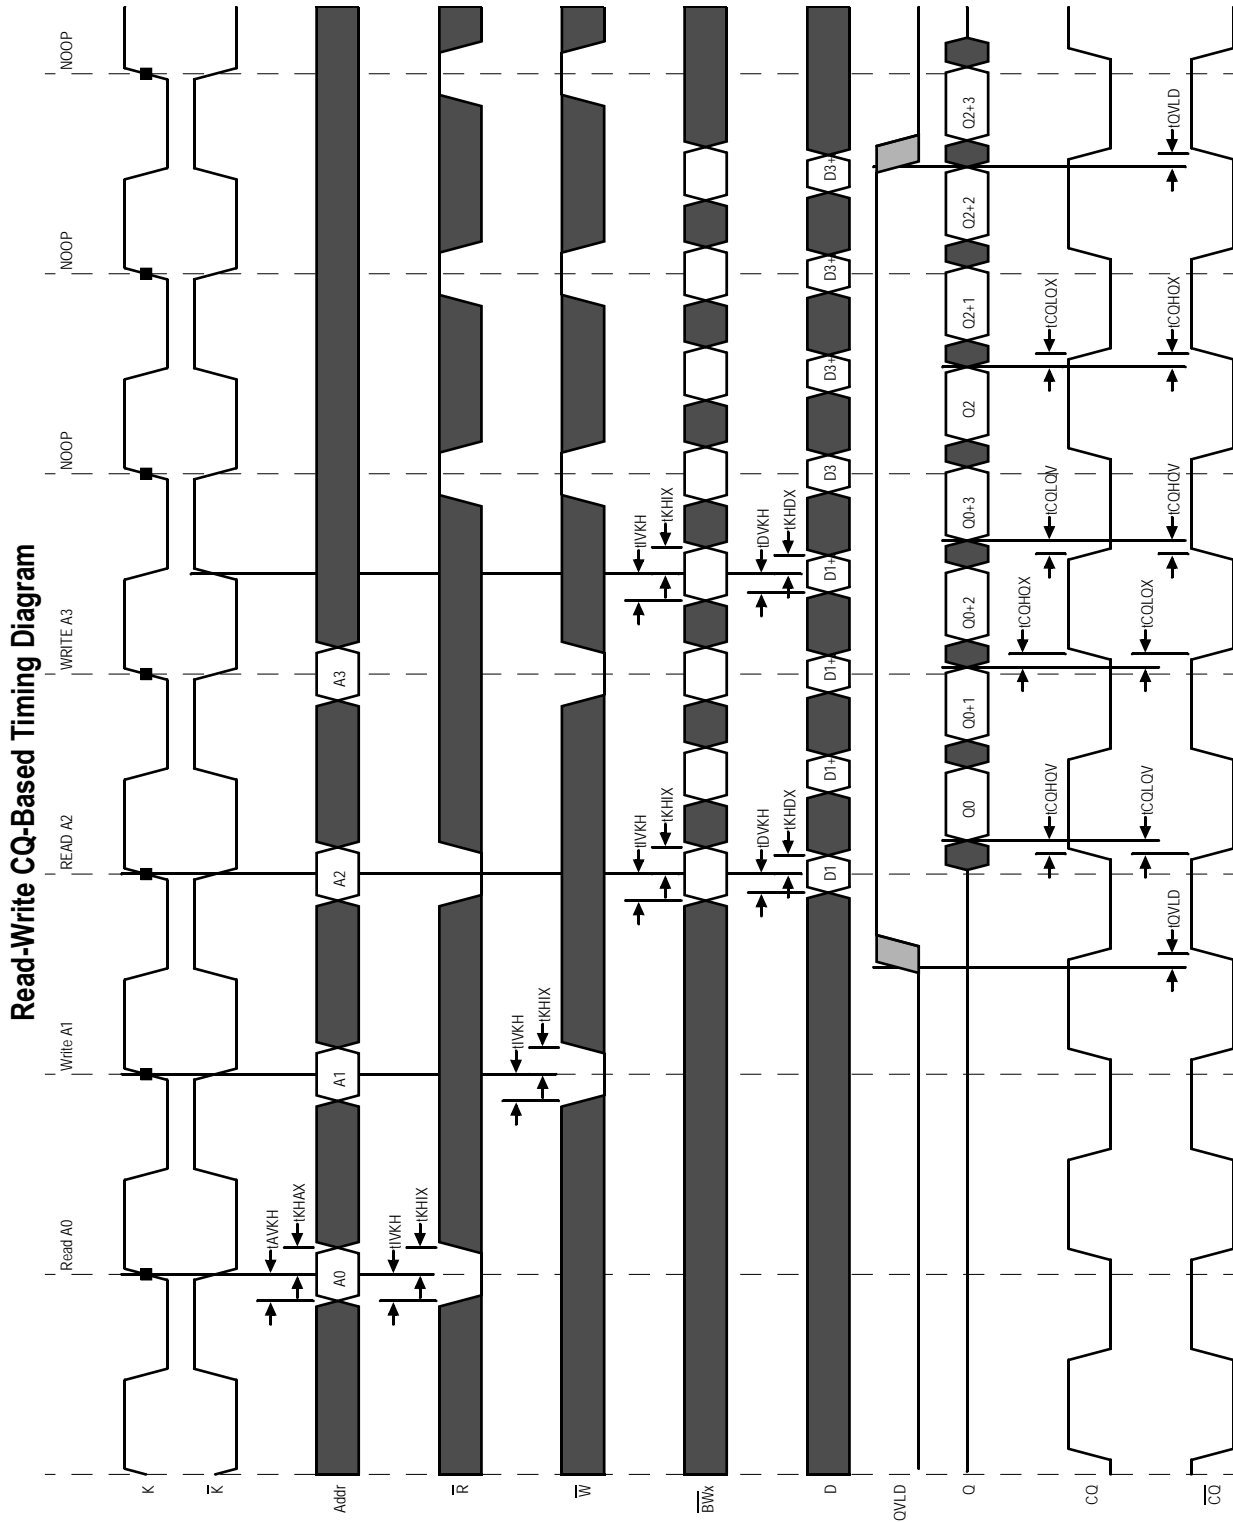 Read-Write CQ-Based Timing Diagram
Read A0
Write A1
READ A2
WRITE A3
NOOP
NOOP
NOOP
K
K
Addr
A0
A1
A2
A3
tAVKH
tKHAX
R
tIVKH
tKHIX
W
tIVKH
tKHIX
BWx
tIVKH
tKHIX
tIVKH
tKHIX
D
D1
D1+
D1+
D1+
D3
D3+
D3+
D3+
tDVKH
tKHDX
tDVKH
tKHDX
QVLD
Q
Q0
Q0+1
Q0+2
Q0+3
Q2
Q2+1
Q2+2
Q2+3
CQ
tCQHQV
tCQHQX
tCQLQV
tCQLQX
CQ
tQVLD
tCQLQV
tCQLQX
tCQHQV
tCQHQX
tQVLD